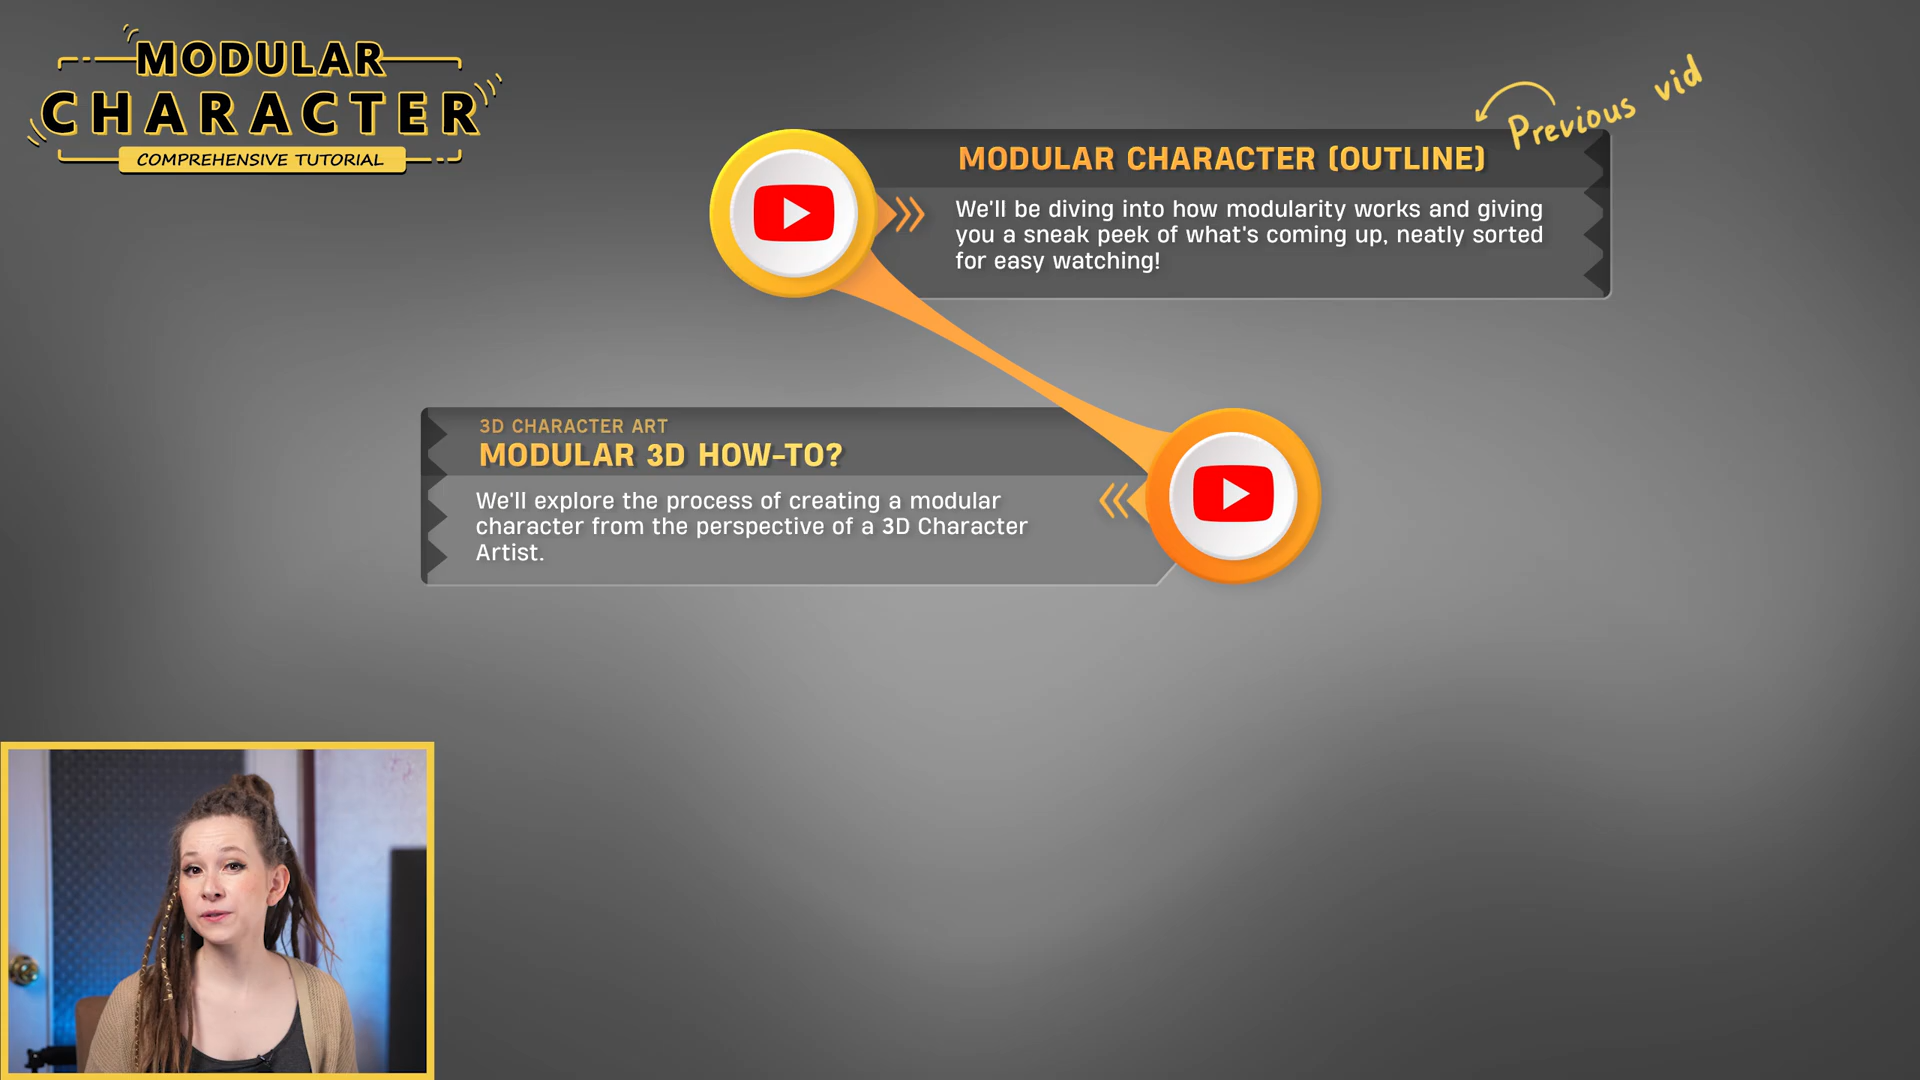 MODULAR
CHARACTER
COMPREHENSIVE TUTORIAL
Previous vid
MODULAR CHARACTER (OUTLINE)
We'll be diving into how modularity works and giving
you a sneak peek of what's coming up, neatly sorted
for easy watching!
3D CHARACTER ART
MODULAR 3D HOW-TO?
We'll explore the process of creating a modular
character from the perspective of a 3D Character
Artist.